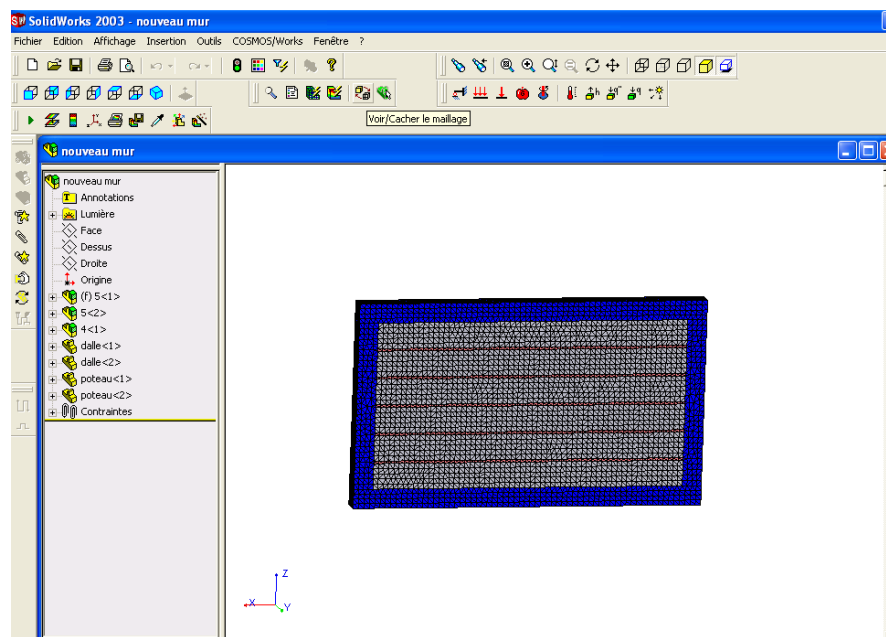 SW SolidWorks 2003 - nouveau mur
Fichier Edition Affichage Insertion Outils COSMOS/Works Fenêtre ?
Voir/Cacher le maillage
nouveau mur
nouveau mur
T Annotations
Lumière
Face
Dessus
Droite
Origine
(f) 5<1>
5<2>
4<1>
dalle<1>
dalle<2>
poteau<1>
poteau<2>
Contraintes
Z
X
Y